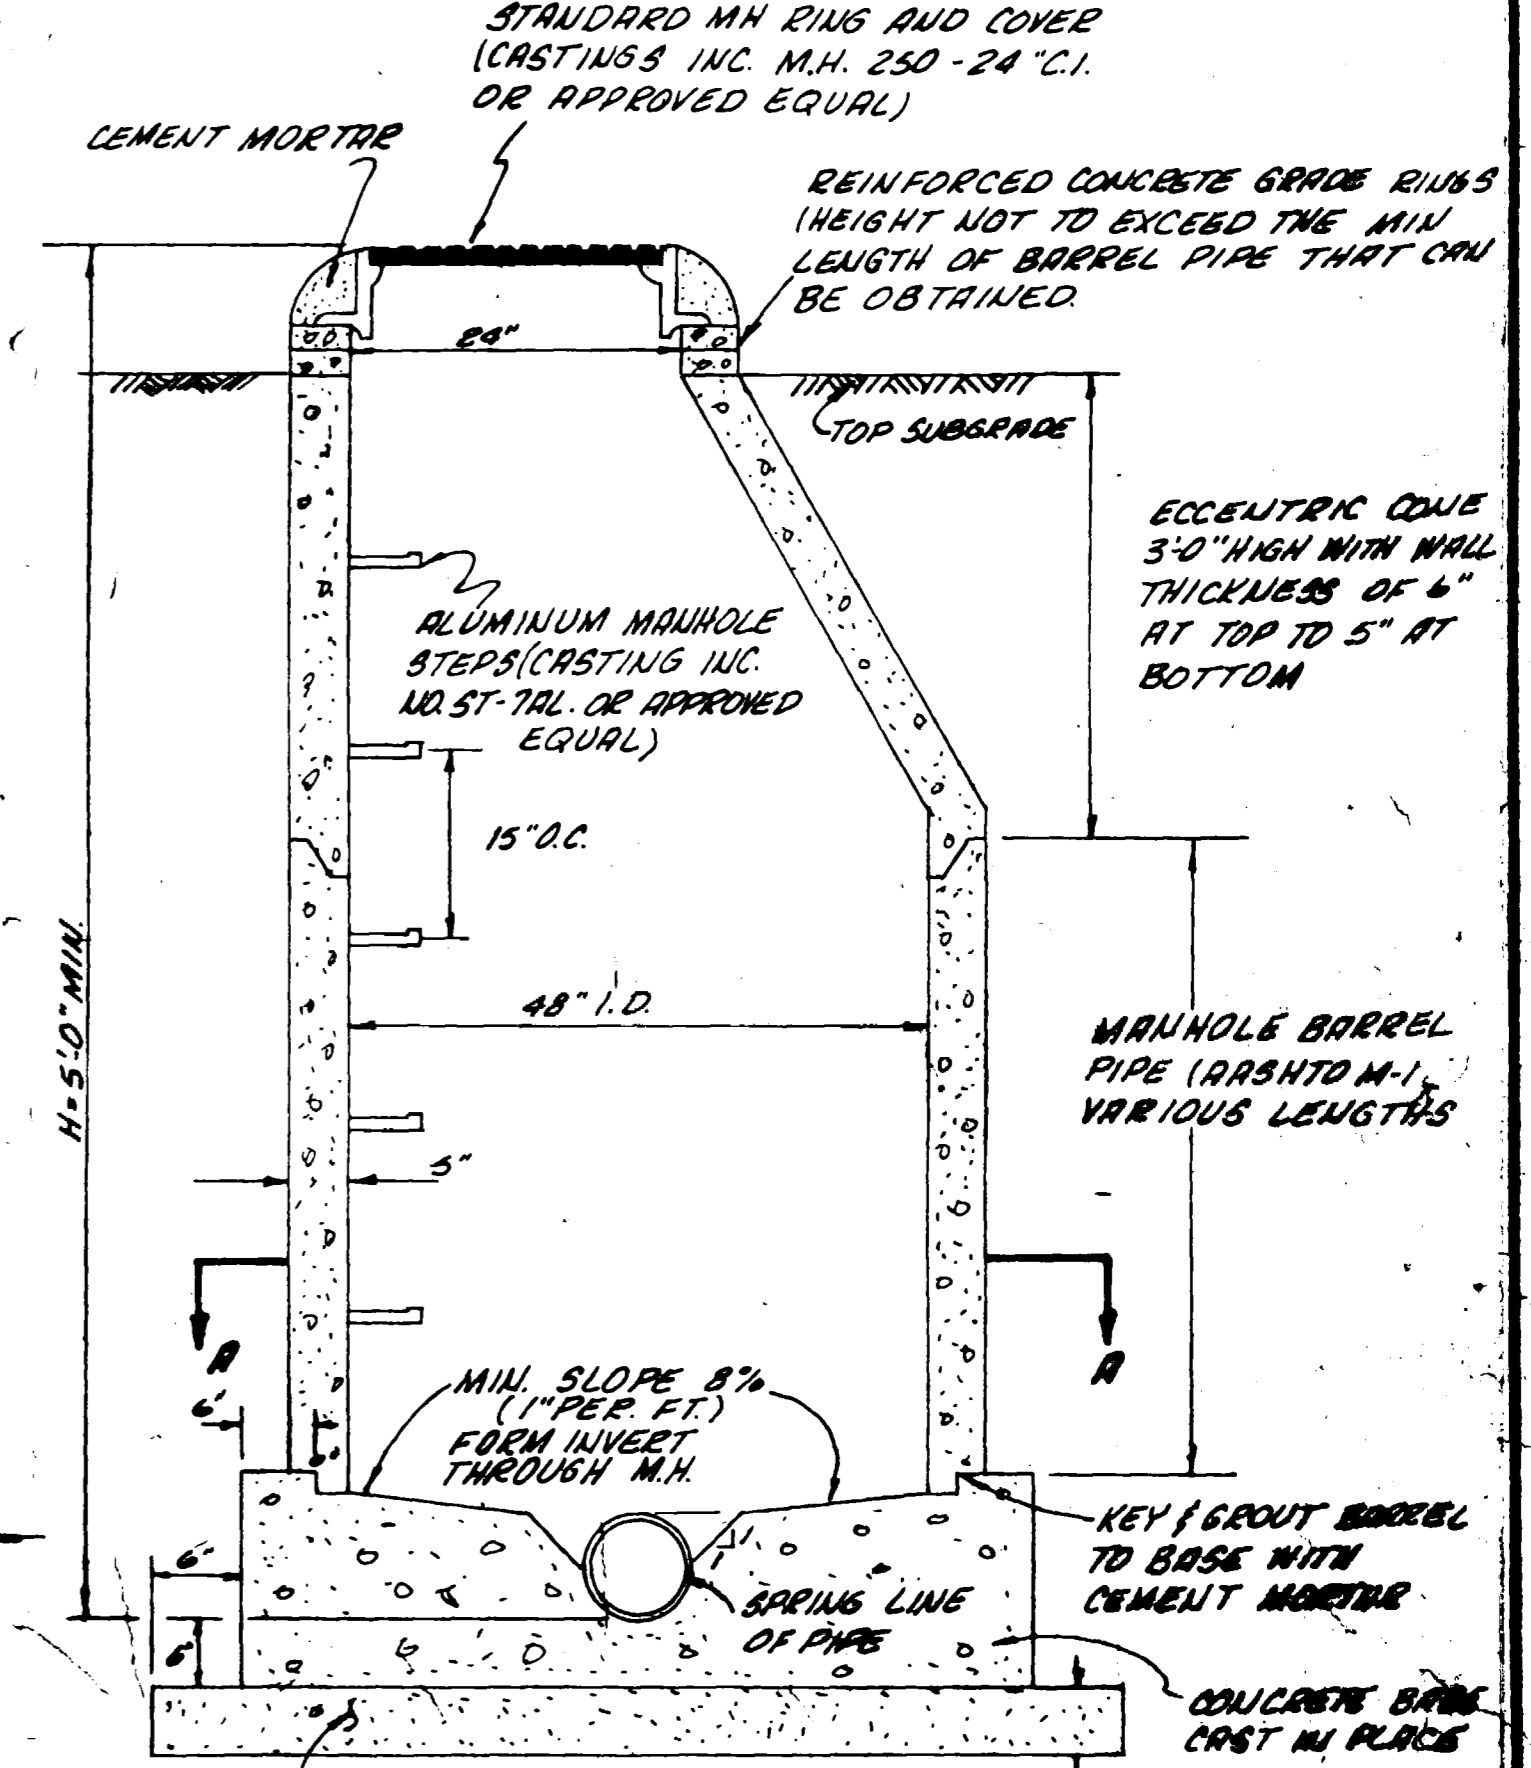 STANDARD MH RING AND COVER
(CASTINGS INC. M.H. 250 - 24 "C.I.
OR APPROVED EQUAL)
CEMENT MORTAR
REINFORCED CONCRETE GRADE RINGS
(HEIGHT NOT TO EXCEED THE MIN
LENGTH OF BARREL PIPE THAT CAN
BE OBTAINED.
24"
TOP SUBGRADE
ECCENTRIC CONE
3'-0" HIGH WITH WALL
THICKNESS OF 6"
AT TOP TO 5" AT
BOTTOM
ALUMINUM MANHOLE
STEPS (CASTING INC.
NO. ST-7AL. OR APPROVED
EQUAL)
15" O.C.
H=5'-0" MIN.
48" I.D.
MANHOLE BARREL
PIPE (AASHTO M-1
VARIOUS LENGTHS
5"
A
A
6"
MIN. SLOPE 8%
(1" PER. FT.)
FORM INVERT
THROUGH M.H.
KEY & GROUT BARREL
TO BASE WITH
CEMENT MORTAR
6"
SPRING LINE
OF PIPE
6"
CONCRETE BASE
CAST IN PLACE